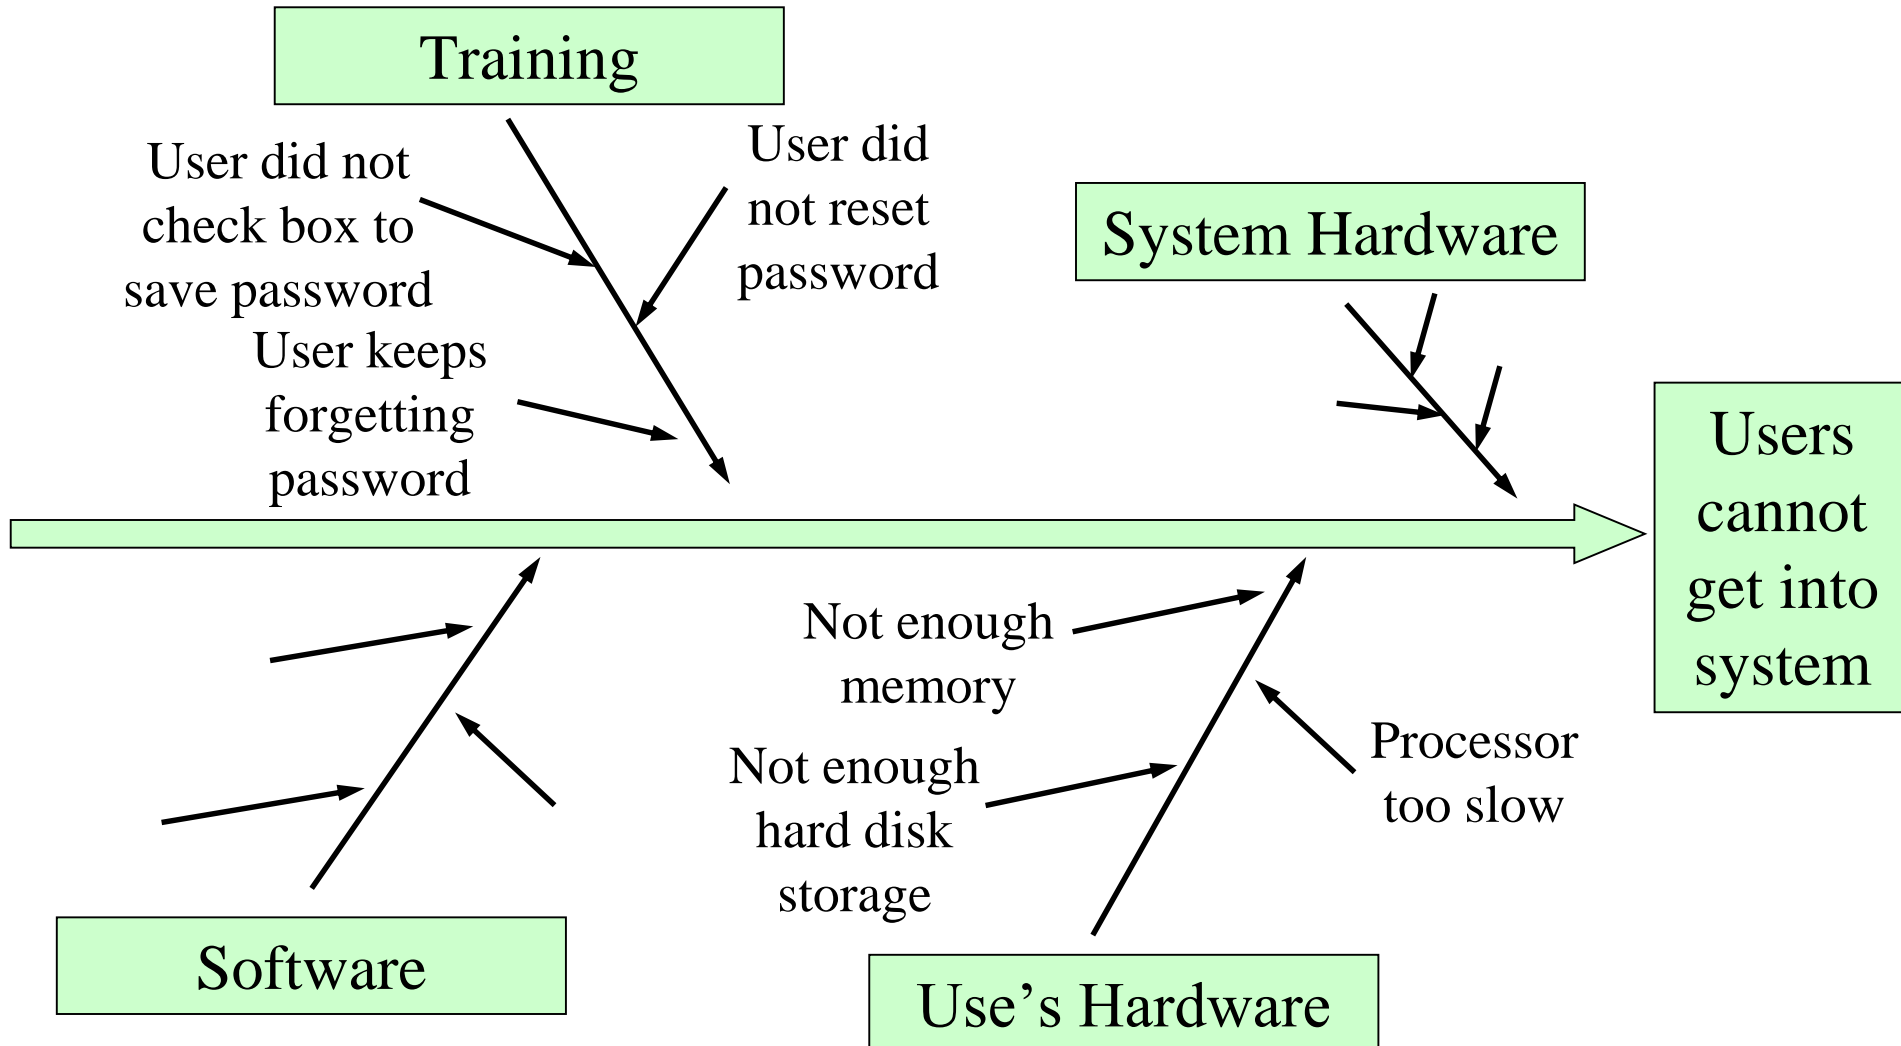 Training
User did not
check box to
save password
User did
not reset
password
User keeps
forgetting
password
System Hardware
Users
cannot
get into
system
Not enough
memory
Not enough
hard disk
storage
Processor
too slow
Software
Use’s Hardware